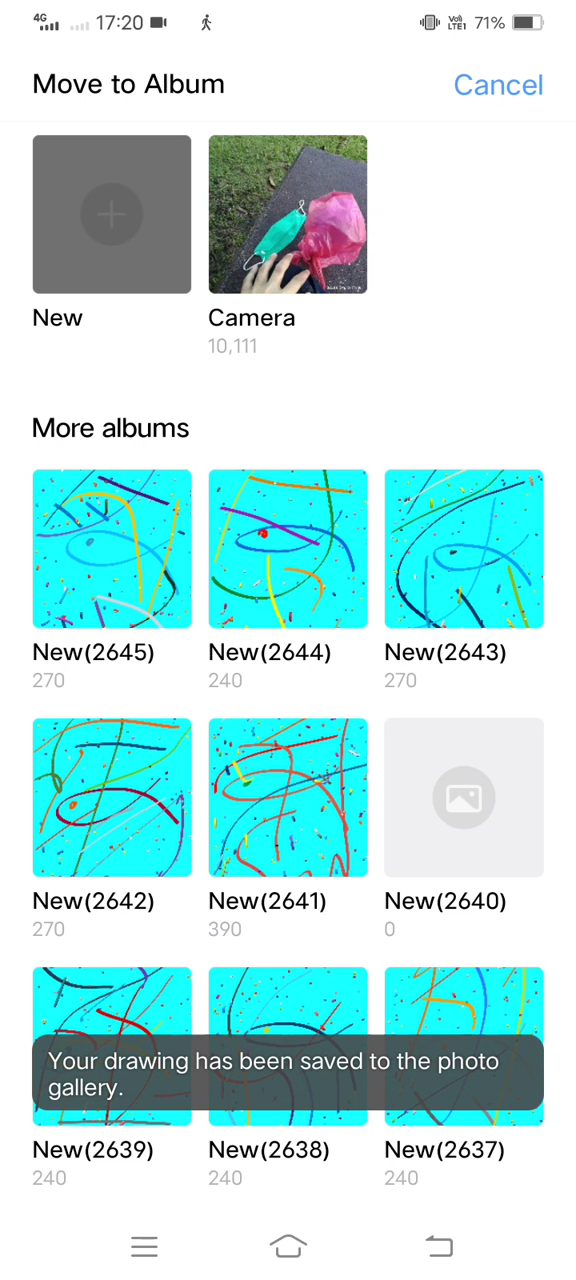 4G 17:20 Vo) LTE1 71%
Move to Album Cancel
New Camera
10,111
More albums
New(2645) New(2644) New(2643)
270 240 270
New(2642) New(2641) New(2640)
270 390 0
Your drawing has been saved to the photo
gallery.
New(2639) New(2638) New(2637)
240 240 240